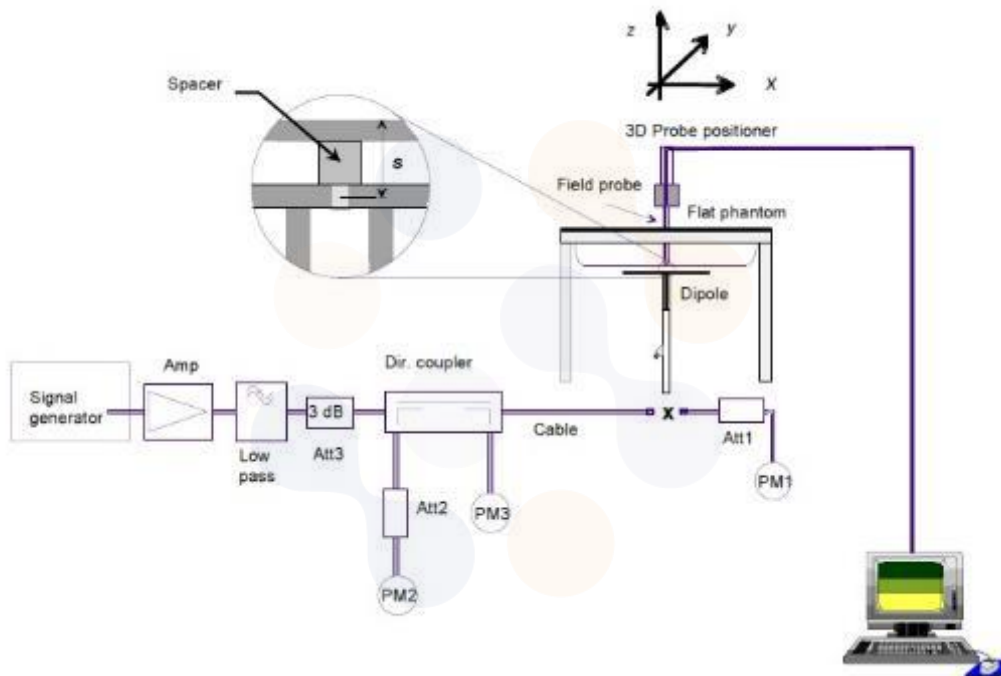 z
y
x
Spacer
3D Probe positioner
s
Field probe
Flat phantom
Dipole
Amp
Dir. coupler
Signal
generator
3 dB
Low
pass
Att3
Cable
X
Att1
Att2
PM3
PM1
PM2